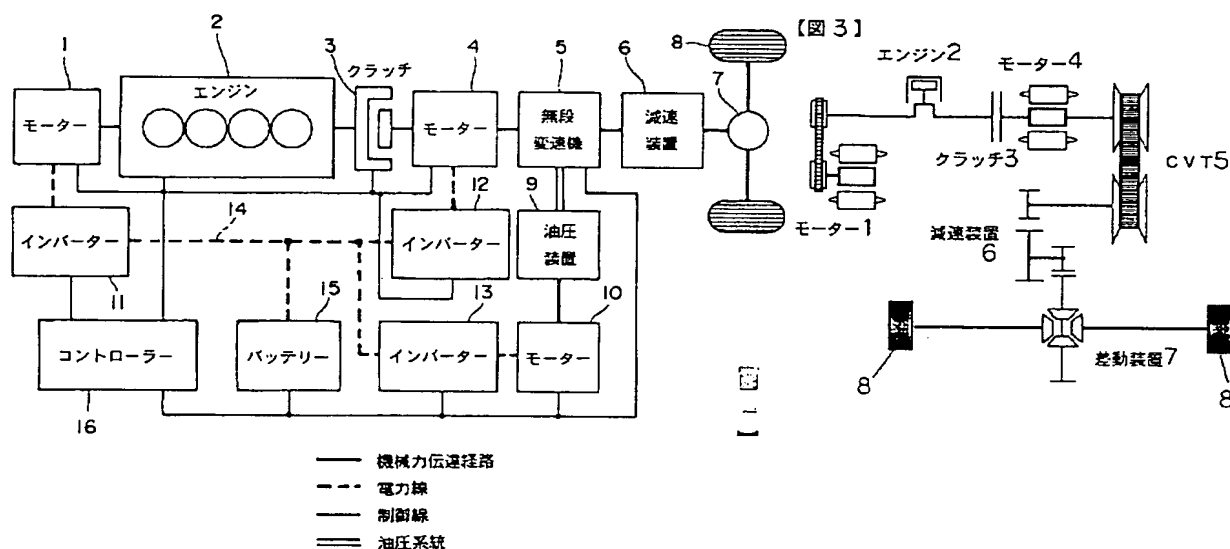 1
2
3
4
5
6
8
7
クラッチ
エンジン
モーター
モーター
無段
変速機
減速
装置
14
12
9
インバーター
インバーター
油圧
装置
11
15
13
10
コントローラー
バッテリー
インバーター
モーター
16
機械力伝達経路
電力線
制御線
油圧系統
【図3】
エンジン2
モーター4
クラッチ3
CVT5
モーター1
減速装置
6
差動装置7
8
8